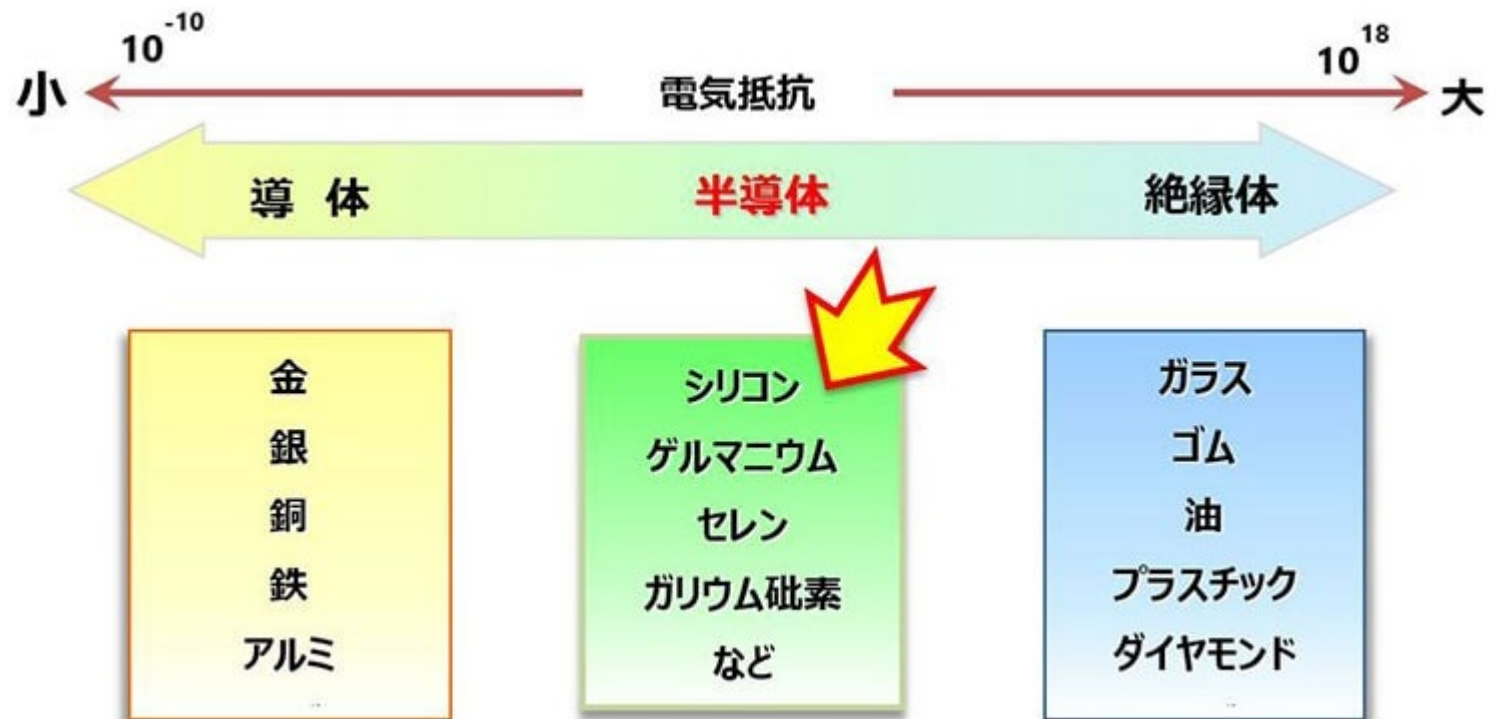 小 10^-10 電気抵抗 10^18 大
導 体 半導体 絶縁体
金
銀
銅
鉄
アルミ
シリコン
ゲルマニウム
セレン
ガリウム砒素
など
ガラス
ゴム
油
プラスチック
ダイヤモンド